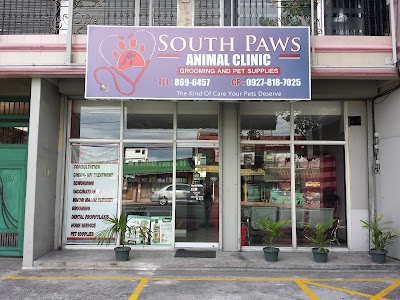 SOUTH PAWS
ANIMAL CLINIC
GROOMING AND PET SUPPLIES
TEL: 869-6457 CP: 0927-818-7025
The Kind Of Care Your Pets Deserve
CONSULTATION
CHECK-UP/TREATMENT
DEWORMING
VACCINATION
GROOMING
DENTAL PROPHYLAXIS
HOME SERVICE
PET SUPPLIES